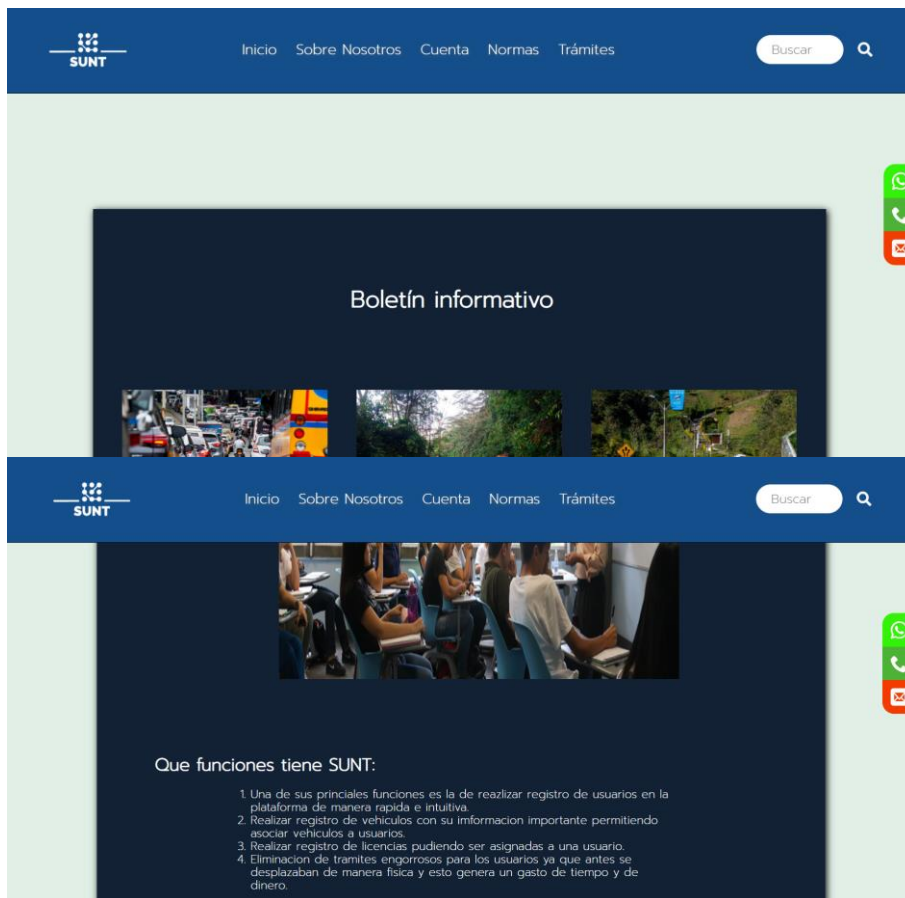 SUNT
Inicio Sobre Nosotros Cuenta Normas Trámites
Buscar
Boletín informativo
SUNT
Inicio Sobre Nosotros Cuenta Normas Trámites
Buscar
Que funciones tiene SUNT:
1. Una de sus princiales funciones es la de reazlizar registro de usuarios en la
plataforma de manera rapida e intuitiva.
2. Realizar registro de vehiculos con su imformacion importante permitiendo
asociar vehiculos a usuarios.
3. Realizar registro de licencias pudiendo ser asignadas a una usuario.
4. Eliminacion de tramites engorrosos para los usuarios ya que antes se
desplazaban de manera fisica y esto genera un gasto de tiempo y de
dinero.